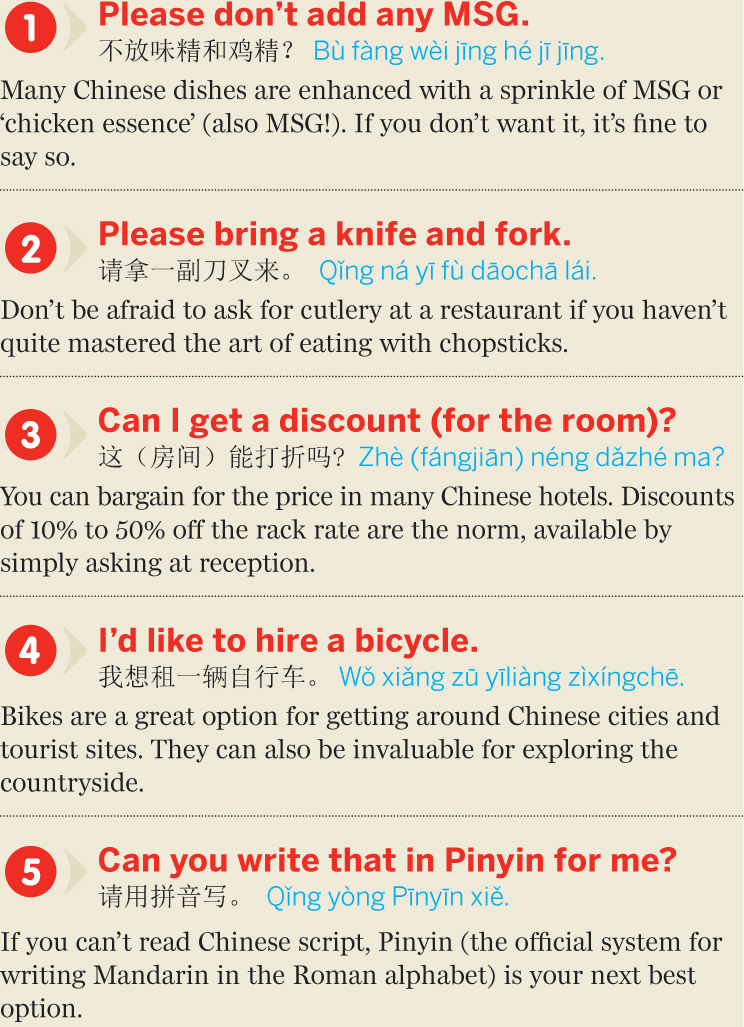 1 Please don’t add any MSG.
不放味精和鸡精？ Bù fàng wèi jīng hé jī jīng.
Many Chinese dishes are enhanced with a sprinkle of MSG or
‘chicken essence’ (also MSG!). If you don’t want it, it’s fine to
say so.
2 Please bring a knife and fork.
请拿一副刀叉来。 Qǐng ná yī fù dāochā lái.
Don’t be afraid to ask for cutlery at a restaurant if you haven’t
quite mastered the art of eating with chopsticks.
3 Can I get a discount (for the room)?
这（房间）能打折吗? Zhè (fángjiān) néng dǎzhé ma?
You can bargain for the price in many Chinese hotels. Discounts
of 10% to 50% off the rack rate are the norm, available by
simply asking at reception.
4 I’d like to hire a bicycle.
我想租一辆自行车。 Wǒ xiǎng zū yīliàng zìxíngchē.
Bikes are a great option for getting around Chinese cities and
tourist sites. They can also be invaluable for exploring the
countryside.
5 Can you write that in Pinyin for me?
请用拼音写。 Qǐng yòng Pīnyīn xiě.
If you can’t read Chinese script, Pinyin (the official system for
writing Mandarin in the Roman alphabet) is your next best
option.